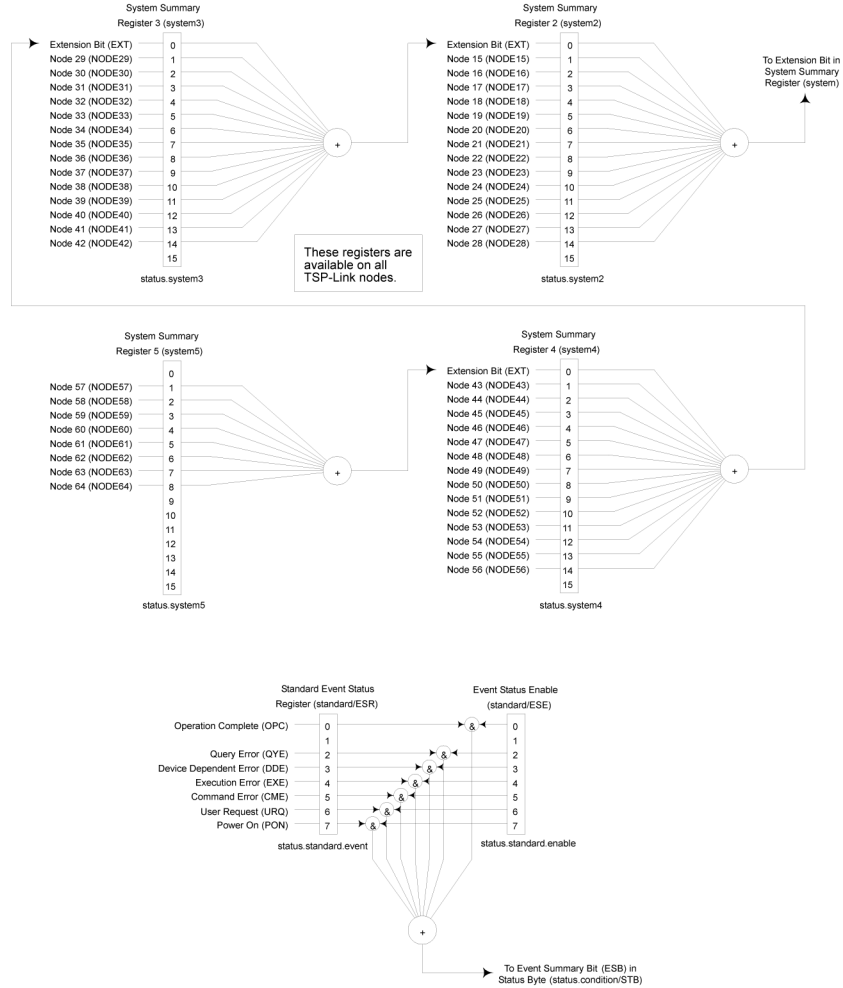 System Summary
Register 3 (system3)
Extension Bit (EXT) 0
Node 29 (NODE29) 1
Node 30 (NODE30) 2
Node 31 (NODE31) 3
Node 32 (NODE32) 4
Node 33 (NODE33) 5
Node 34 (NODE34) 6
Node 35 (NODE35) 7
Node 36 (NODE36) 8
Node 37 (NODE37) 9
Node 38 (NODE38) 10
Node 39 (NODE39) 11
Node 40 (NODE40) 12
Node 41 (NODE41) 13
Node 42 (NODE42) 14
15
+
status.system3
System Summary
Register 2 (system2)
Extension Bit (EXT) 0
Node 15 (NODE15) 1
Node 16 (NODE16) 2
Node 17 (NODE17) 3
Node 18 (NODE18) 4
Node 19 (NODE19) 5
Node 20 (NODE20) 6
Node 21 (NODE21) 7
Node 22 (NODE22) 8
Node 23 (NODE23) 9
Node 24 (NODE24) 10
Node 25 (NODE25) 11
Node 26 (NODE26) 12
Node 27 (NODE27) 13
Node 28 (NODE28) 14
15
+
status.system2
To Extension Bit in
System Summary
Register (system)
These registers are
available on all
TSP-Link nodes.
System Summary
Register 5 (system5)
0
Node 57 (NODE57) 1
Node 58 (NODE58) 2
Node 59 (NODE59) 3
Node 60 (NODE60) 4
Node 61 (NODE61) 5
Node 62 (NODE62) 6
Node 63 (NODE63) 7
Node 64 (NODE64) 8
9
10
11
12
13
14
15
+
status.system5
System Summary
Register 4 (system4)
Extension Bit (EXT) 0
Node 43 (NODE43) 1
Node 44 (NODE44) 2
Node 45 (NODE45) 3
Node 46 (NODE46) 4
Node 47 (NODE47) 5
Node 48 (NODE48) 6
Node 49 (NODE49) 7
Node 50 (NODE50) 8
Node 51 (NODE51) 9
Node 52 (NODE52) 10
Node 53 (NODE53) 11
Node 54 (NODE54) 12
Node 55 (NODE55) 13
Node 56 (NODE56) 14
15
+
status.system4
Standard Event Status
Register (standard/ESR)
Event Status Enable
(standard/ESE)
Operation Complete (OPC) 0 & 0
1 1
Query Error (QYE) 2 & 2
Device Dependent Error (DDE) 3 & 3
Execution Error (EXE) 4 & 4
Command Error (CME) 5 & 5
User Request (URQ) 6 & 6
Power On (PON) 7 & 7
status.standard.event
status.standard.enable
+
To Event Summary Bit (ESB) in
Status Byte (status.condition/STB)